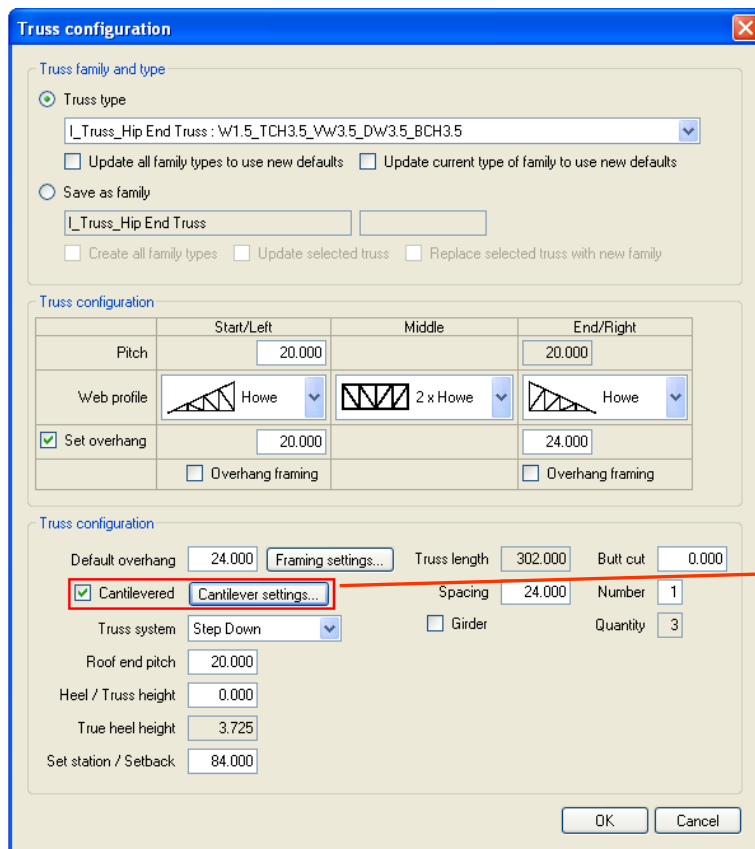 Truss configuration
Truss family and type
Truss type
I_Truss_Hip End Truss : W1.5_TCH3.5_VW3.5_DW3.5_BCH3.5
Update all family types to use new defaults Update current type of family to use new defaults
Save as family
I_Truss_Hip End Truss
Create all family types Update selected truss Replace selected truss with new family
Truss configuration
Start/Left Middle End/Right
Pitch 20.000 20.000
Web profile Howe 2 x Howe Howe
Set overhang 20.000 24.000
Overhang framing Overhang framing
Truss configuration
Default overhang 24.000 Framing settings... Truss length 302.000 Butt cut 0.000
Cantilevered Cantilever settings... Spacing 24.000 Number 1
Truss system Step Down Girder Quantity 3
Roof end pitch 20.000
Heel / Truss height 0.000
True heel height 3.725
Set station / Setback 84.000
OK Cancel